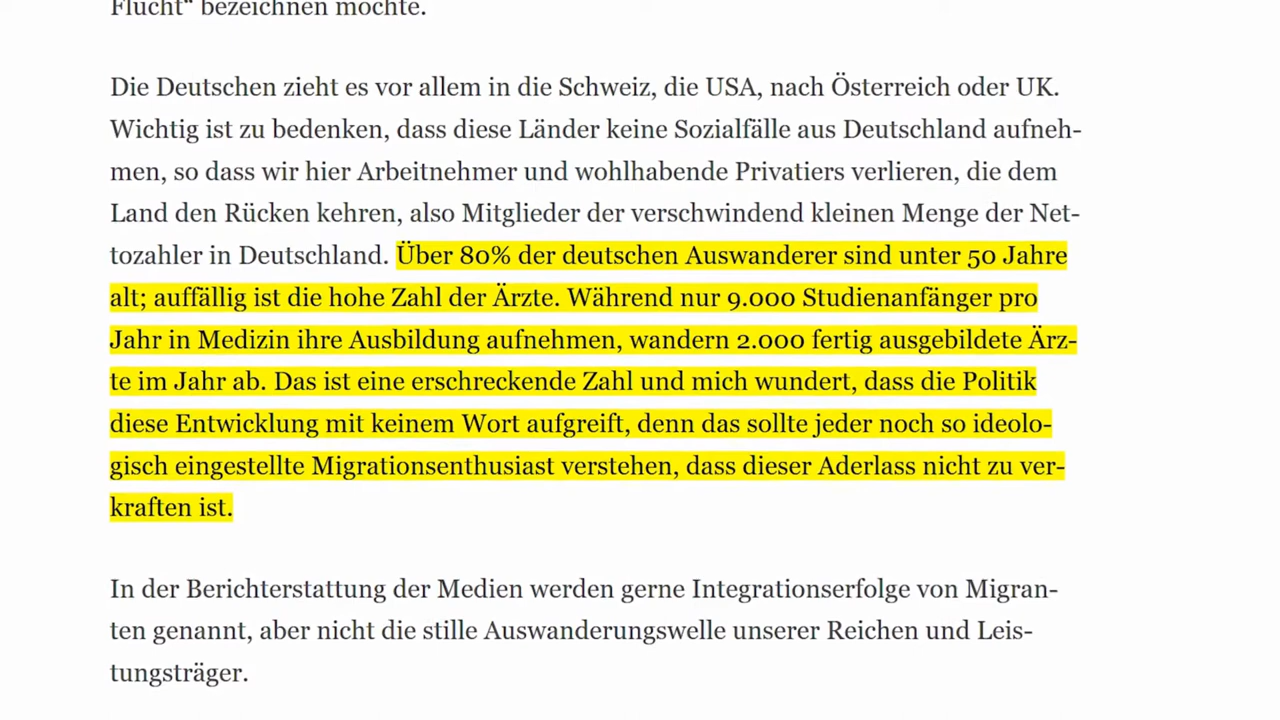 Flucht“ bezeichnen möchte.
Die Deutschen zieht es vor allem in die Schweiz, die USA, nach Österreich oder UK.
Wichtig ist zu bedenken, dass diese Länder keine Sozialfälle aus Deutschland aufneh-
men, so dass wir hier Arbeitnehmer und wohlhabende Privatiers verlieren, die dem
Land den Rücken kehren, also Mitglieder der verschwindend kleinen Menge der Net-
tozahler in Deutschland. Über 80% der deutschen Auswanderer sind unter 50 Jahre
alt; auffällig ist die hohe Zahl der Ärzte. Während nur 9.000 Studienanfänger pro
Jahr in Medizin ihre Ausbildung aufnehmen, wandern 2.000 fertig ausgebildete Ärz-
te im Jahr ab. Das ist eine erschreckende Zahl und mich wundert, dass die Politik
diese Entwicklung mit keinem Wort aufgreift, denn das sollte jeder noch so ideolo-
gisch eingestellte Migrationsenthusiast verstehen, dass dieser Aderlass nicht zu ver-
kraften ist.
In der Berichterstattung der Medien werden gerne Integrationserfolge von Migran-
ten genannt, aber nicht die stille Auswanderungswelle unserer Reichen und Leis-
tungsträger.